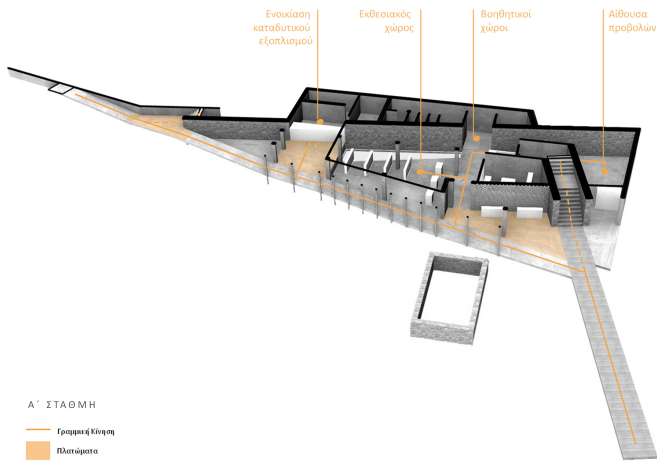 Ενοικίαση
καταδυτικού
εξοπλισμού
Εκθεσιακός
χώρος
Βοηθητικοί
χώροι
Αίθουσα
προβολών
Α΄ ΣΤΑΘΜΗ
Γραμμική Κίνηση
Πλατώματα